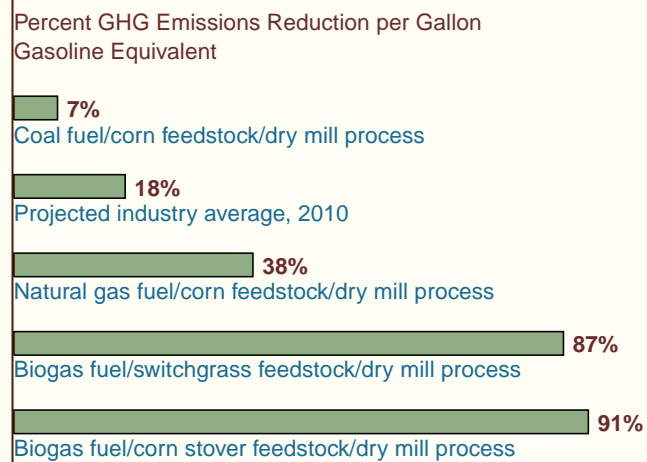 Percent GHG Emissions Reduction per Gallon
Gasoline Equivalent
7%
Coal fuel/corn feedstock/dry mill process
18%
Projected industry average, 2010
38%
Natural gas fuel/corn feedstock/dry mill process
87%
Biogas fuel/switchgrass feedstock/dry mill process
91%
Biogas fuel/corn stover feedstock/dry mill process